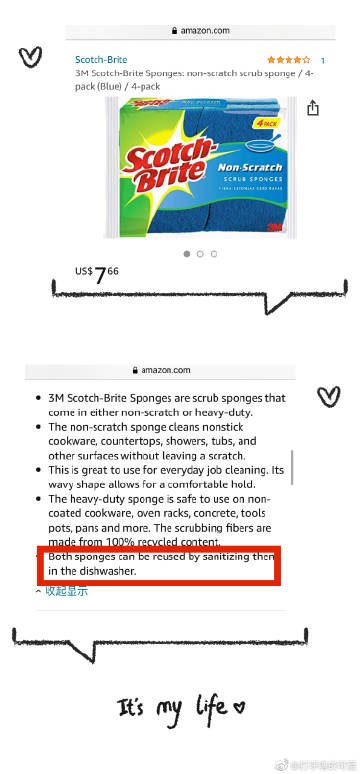 amazon.com
Scotch-Brite
1
3M Scotch-Brite Sponges: non-scratch scrub sponge / 4-
pack (Blue) / 4-pack
4 PACK
Scotch-
Brite
Non-Scratch
SCRUB SPONGES
3M
US$766
amazon.com
• 3M Scotch-Brite Sponges are scrub sponges that
come in either non-scratch or heavy-duty.
• The non-scratch sponge cleans nonstick
cookware, countertops, showers, tubs, and
other surfaces without leaving a scratch.
• This is great to use for everyday job cleaning. Its
wavy shape allows for a comfortable hold.
• The heavy-duty sponge is safe to use on non-
coated cookware, oven racks, concrete, tools
pots, pans and more. The scrubbing fibers are
made from 100% recycled content.
• Both sponges can be reused by sanitizing them
in the dishwasher.
收起显示
It's my life